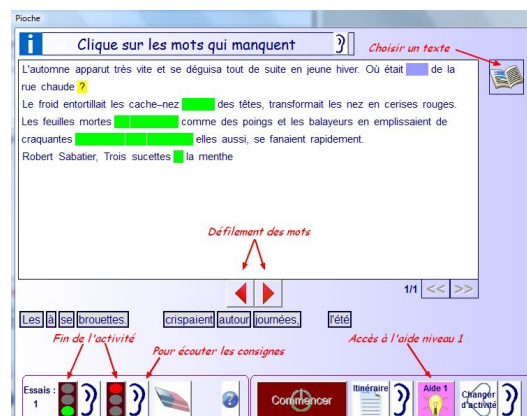 Pioche
i Clique sur les mots qui manquent
Choisir un texte
L'automne apparut très vite et se déguisa tout de suite en jeune hiver. Où était de la
rue chaude ?
Le froid entortillait les cache-nez des têtes, transformait les nez en cerises rouges.
Les feuilles mortes comme des poings et les balayeurs en emplissaient de
craquantes elles aussi, se fanaient rapidement.
Robert Sabatier, Trois sucettes la menthe
Défilement des mots
1/1 << >>
Les à se brouettes. crispaient autour journées, l'été
Fin de l'activité
Pour écouter les consignes
Accès à l'aide niveau 1
Essais :
1
?
Commencer
Itinéraire
Aide 1
Changer
d'activité